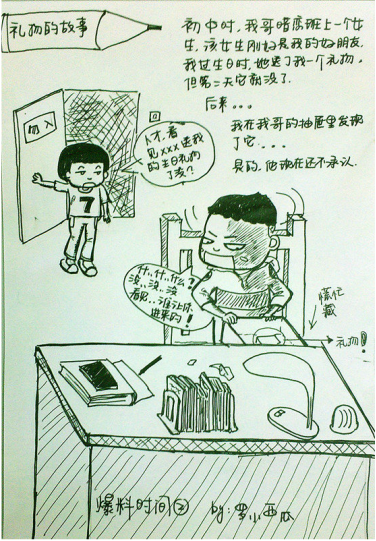 礼物的故事
初中时,我哥暗恋班上一个女
生,该女生刚好是我的好朋友,
我过生日时,她送了我一个礼物,
但第二天它就没了.
后来...
我在我哥的抽屉里发现
了它....
是的,他现在还不承认.
勿入
看
见xxx送我
的生日礼物
了没?
什..什..什么?
没..没..没
看见..谁让你
进来的!
慌忙
藏
礼物!
7
爆料时间②
by: 罗小西瓜